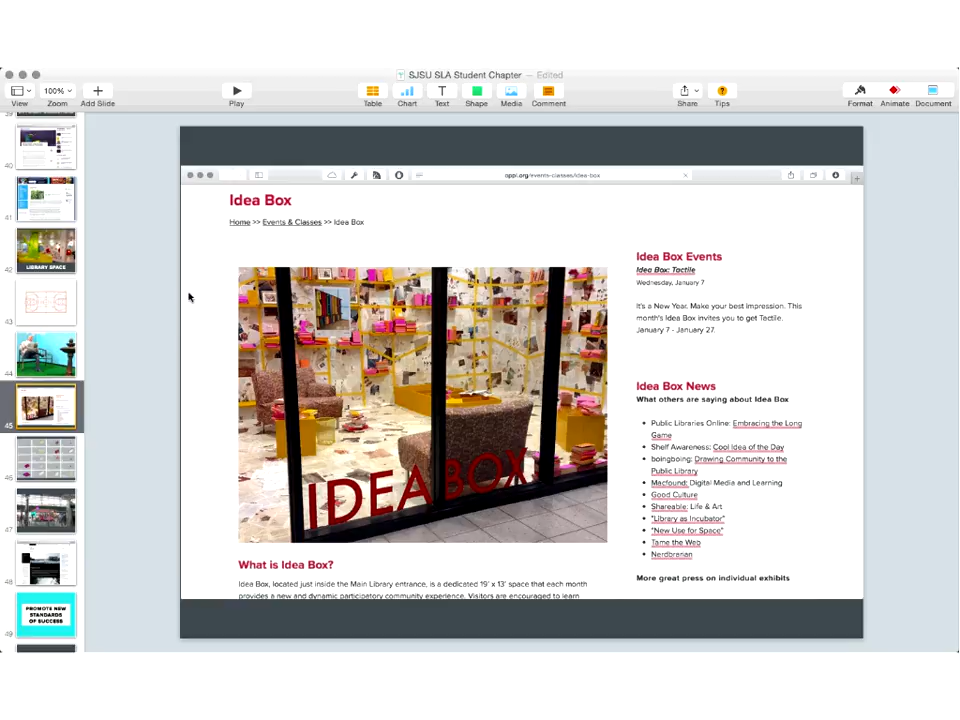 SJSU SLA Student Chapter — Edited
View
100%
Zoom
Add Slide
Play
Table
Chart
Text
Shape
Media
Comment
Share
Tips
Format
Animate
Document
40
41
42
LIBRARY SPACE
43
44
45
46
47
48
49
PROMOTE NEW
STANDARDS
OF SUCCESS
oppl.org/events-classes/idea-box
Idea Box
Home >> Events & Classes >> Idea Box
IDEABOX
What is Idea Box?
Idea Box, located just inside the Main Library entrance, is a dedicated 19' x 13' space that each month
provides a new and dynamic participatory community experience. Visitors are encouraged to learn
Idea Box Events
Idea Box: Tactile
Wednesday, January 7
It's a New Year. Make your best impression. This
month's Idea Box invites you to get Tactile.
January 7 - January 27.
Idea Box News
What others are saying about Idea Box
Public Libraries Online: Embracing the Long
Game
Shelf Awareness: Cool Idea of the Day
boingboing: Drawing Community to the
Public Library
Macfound: Digital Media and Learning
Good Culture
Shareable: Life & Art
"Library as Incubator"
"New Use for Space"
Tame the Web
Nerdbrarian
More great press on individual exhibits